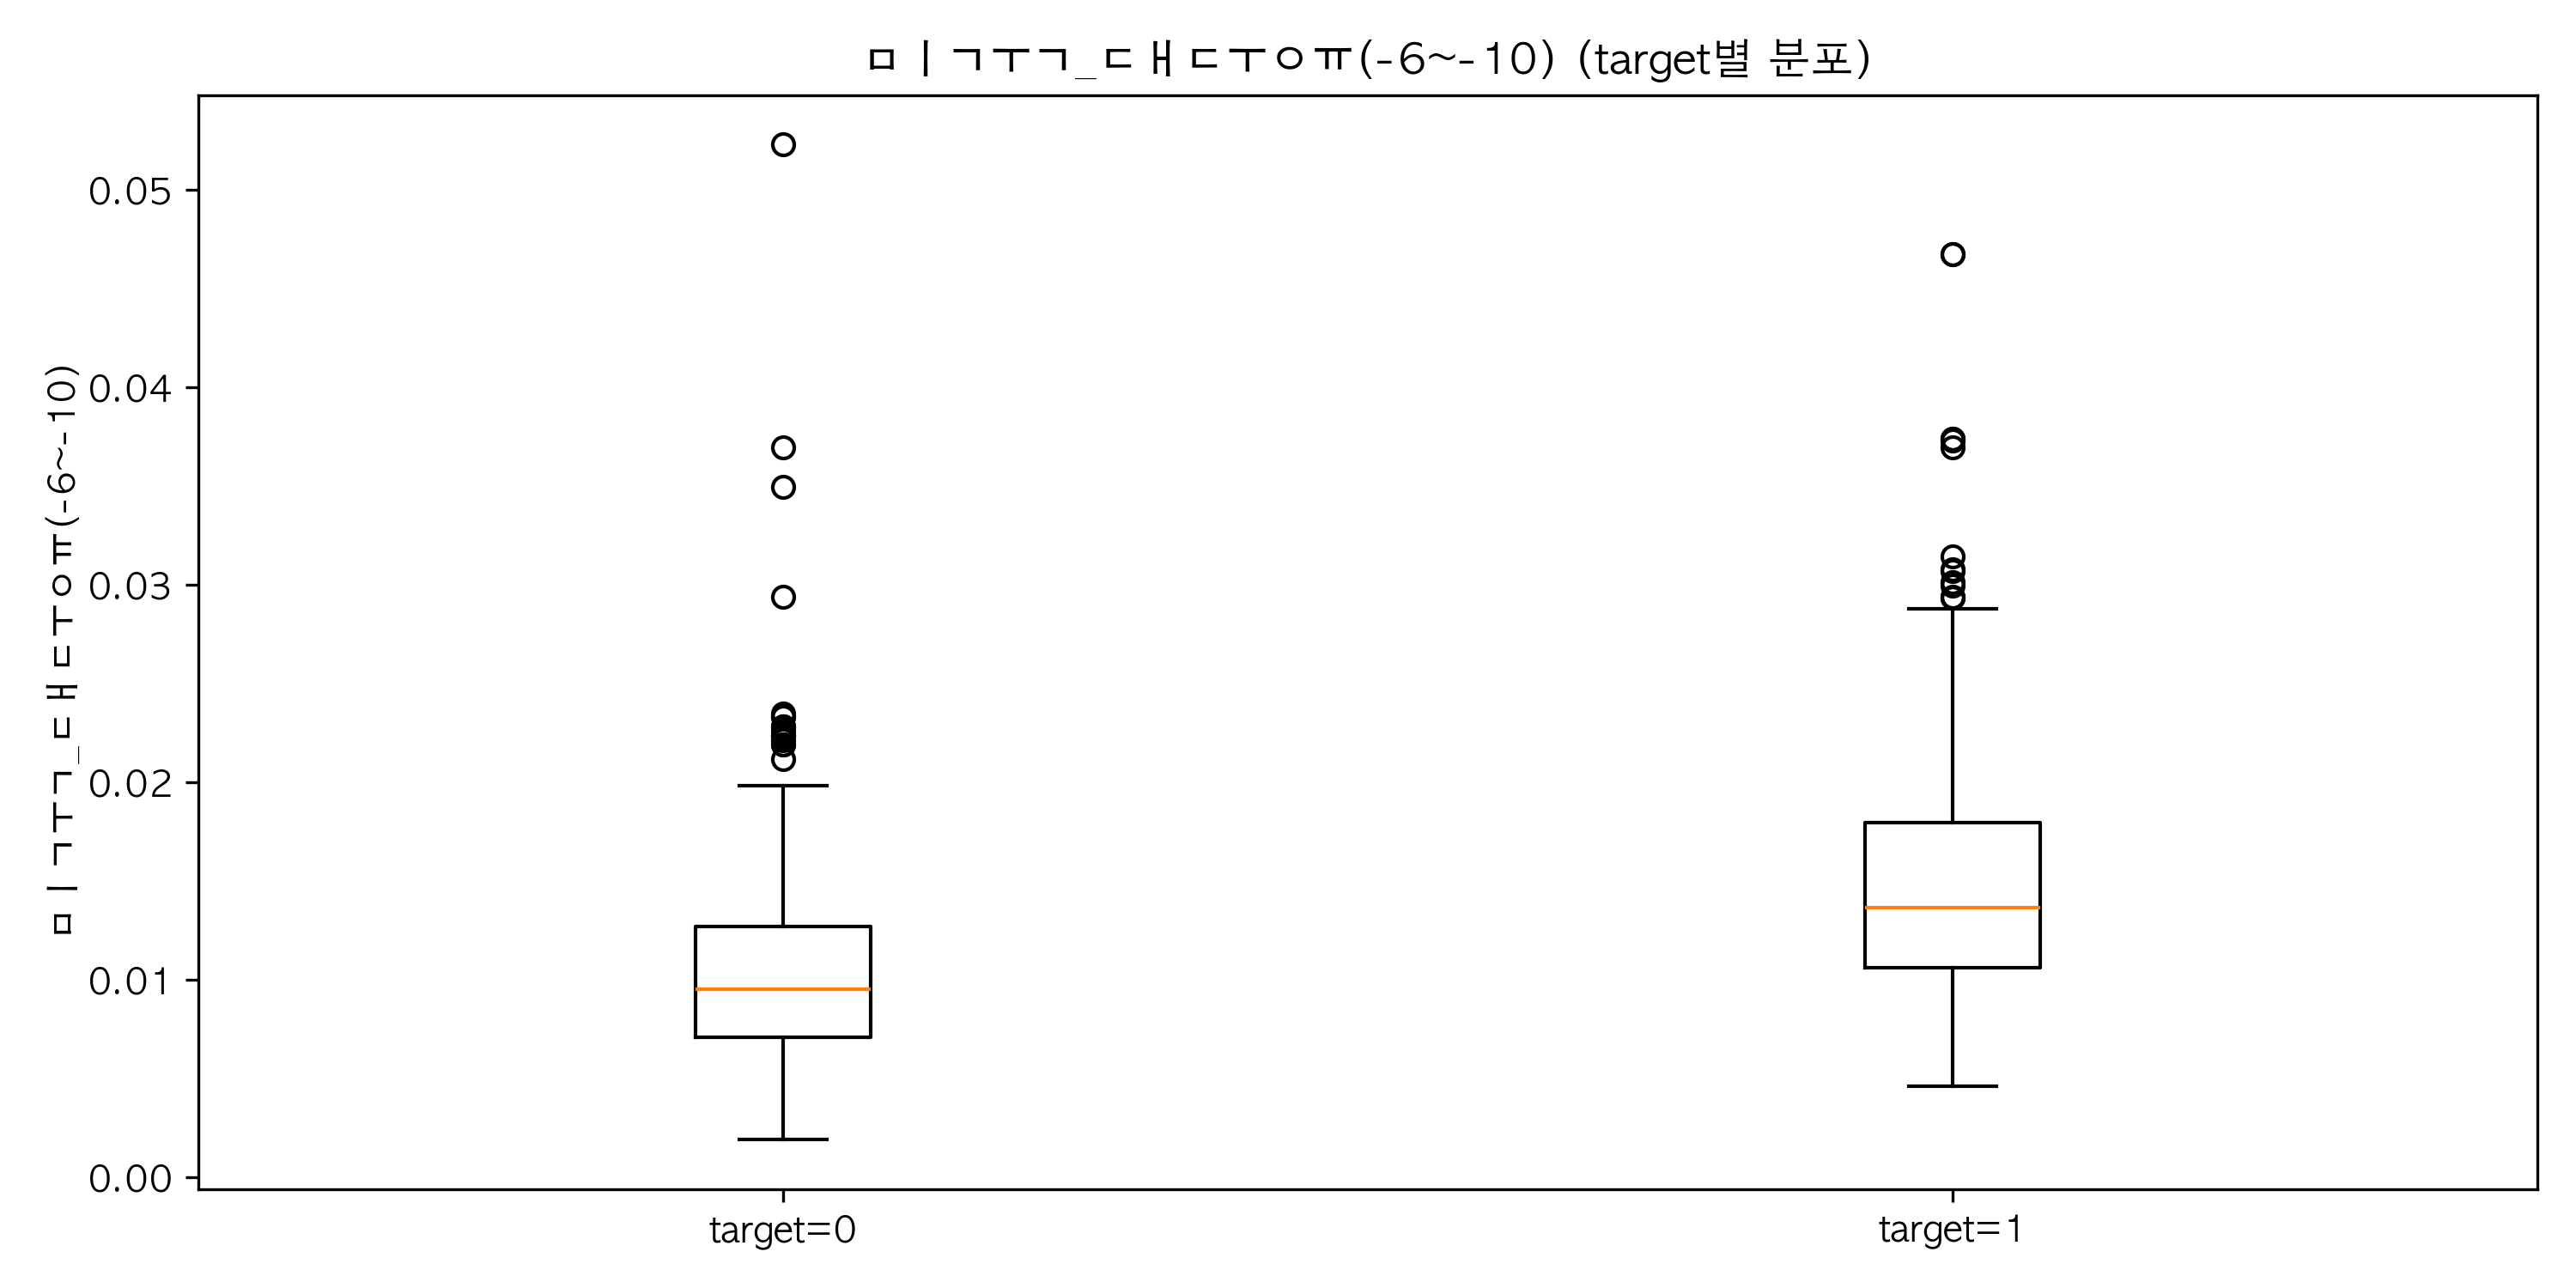 ㅁㅣㄱㅜㄱ_ㄷㅐㄷㅜㅇㅠ(-6~-10) (target별 분포)
ㅁㅣㄱㅜㄱ_ㄷㅐㄷㅜㅇㅠ(-6~-10)
0.05
0.04
0.03
0.02
0.01
0.00
target=0
target=1